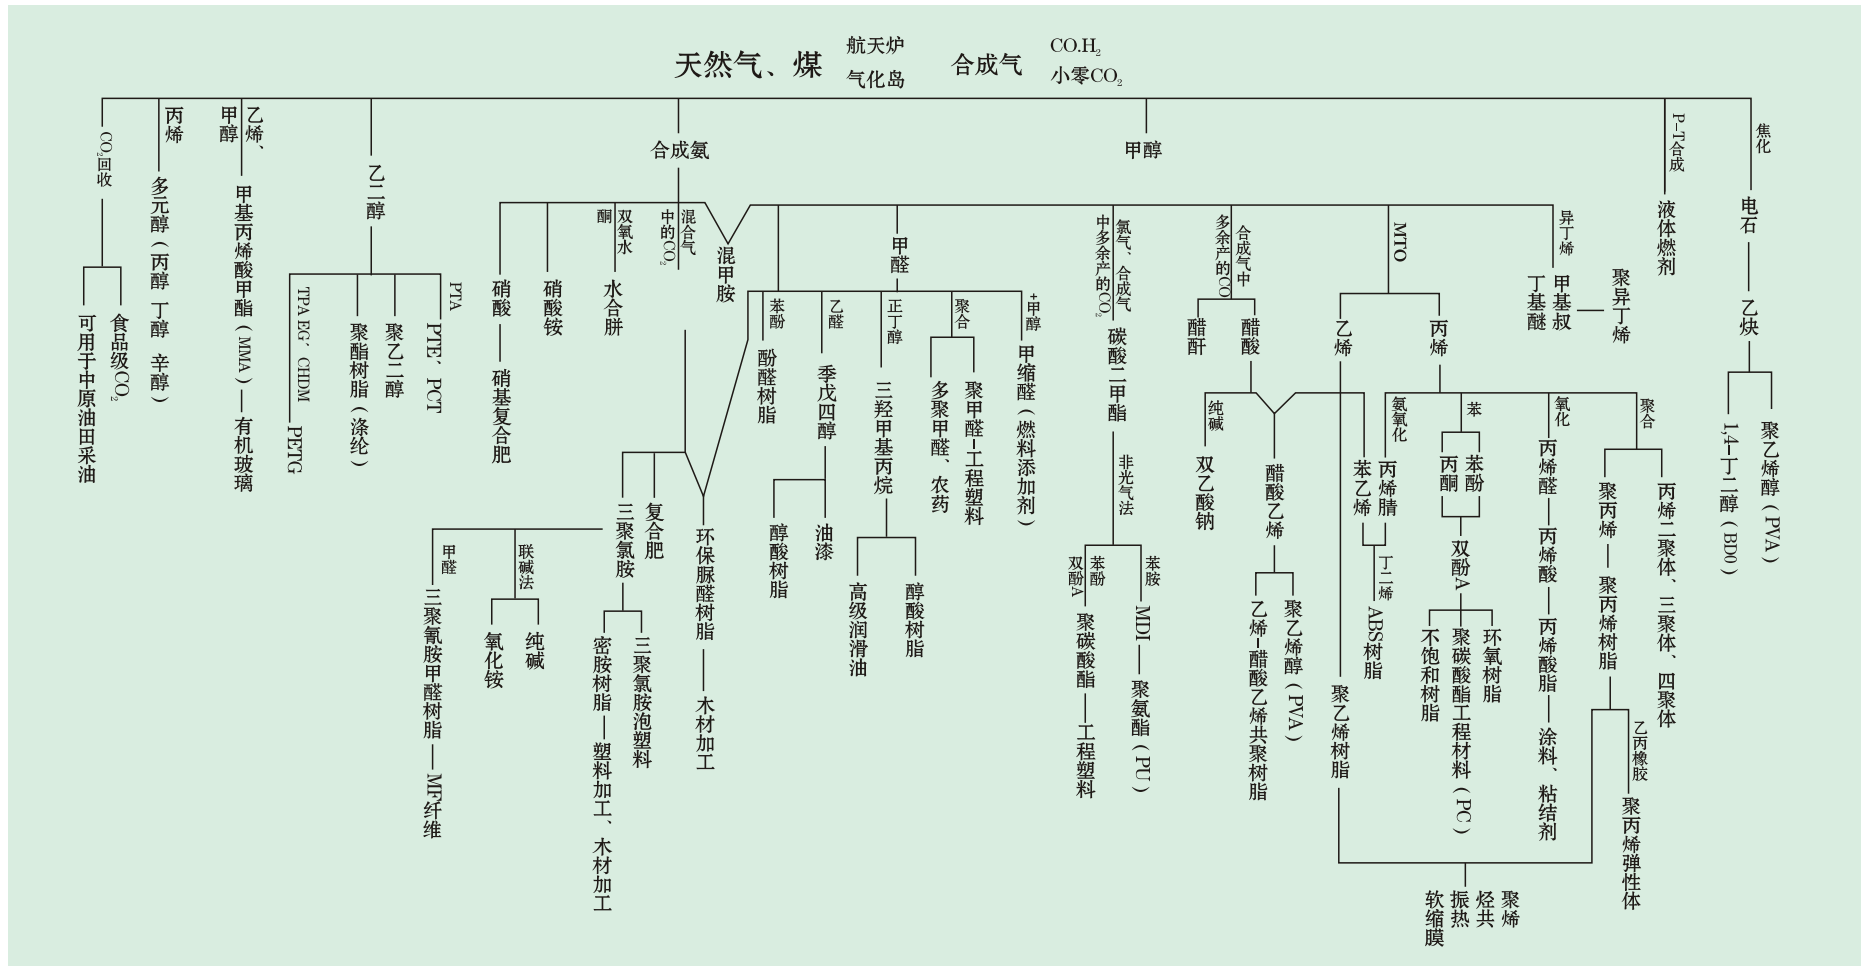 天然气、煤
航天炉
气化岛
合成气
CO.H₂
小零CO₂
CO₂回收
可用于中原油田采油
食品级CO₂
丙烯
多元醇（丙醇 丁醇 辛醇）
乙烯、
甲醇
甲基丙烯酸甲酯（MMA）
有机玻璃
乙二醇
TPA EG、CHDM
PETG
聚酯树脂（涤纶）
聚乙二醇
PTA
PTE、PCT
合成氨
硝酸
硝基复合肥
硝酸铵
双氧水
酮
水合肼
混合气
中的CO₂
混甲胺
三聚氯胺
复合肥
甲醛
三聚氰胺甲醛树脂
MF纤维
联碱法
氧化铵
纯碱
密胺树脂
塑料加工、木材加工
三聚氯胺泡塑料
环保脲醛树脂
木材加工
甲醇
甲醛
苯酚
酚醛树脂
乙醛
季戊四醇
醇酸树脂
油漆
正丁醇
三羟甲基丙烷
高级润滑油
醇酸树脂
聚合
多聚甲醛、农药
聚甲醛-工程塑料
+甲醇
甲缩醛（燃料添加剂）
氯气、合成气
中多余产的CO₂
碳酸二甲酯
非光气法
苯酚
双酚A
聚碳酸酯
工程塑料
苯胺
MDI
聚氨酯（PU）
合成气中
多余产的CO
醋酐
醋酸
纯碱
双乙酸钠
醋酸乙烯
乙烯-醋酸乙烯共聚树脂
聚乙烯醇（PVA）
MTO
乙烯
苯乙烯
聚乙烯树脂
丙烯
氨氧化
丙烯腈
丁二烯
ABS树脂
苯
丙酮
苯酚
双酚A
不饱和树脂
聚碳酸酯工程材料（PC）
环氧树脂
氧化
丙烯醛
丙烯酸
丙烯酸脂
涂料、粘结剂
聚合
聚丙烯
聚丙烯树脂
乙丙橡胶
聚丙烯弹性体
丙烯二聚体、三聚体、四聚体
聚烯
烃共
振热
软缩膜
异丁烯
甲基叔
丁基醚
聚异丁烯
P-T合成
液体燃剂
焦化
电石
乙炔
1,4-丁二醇（BD0）
聚乙烯醇（PVA）